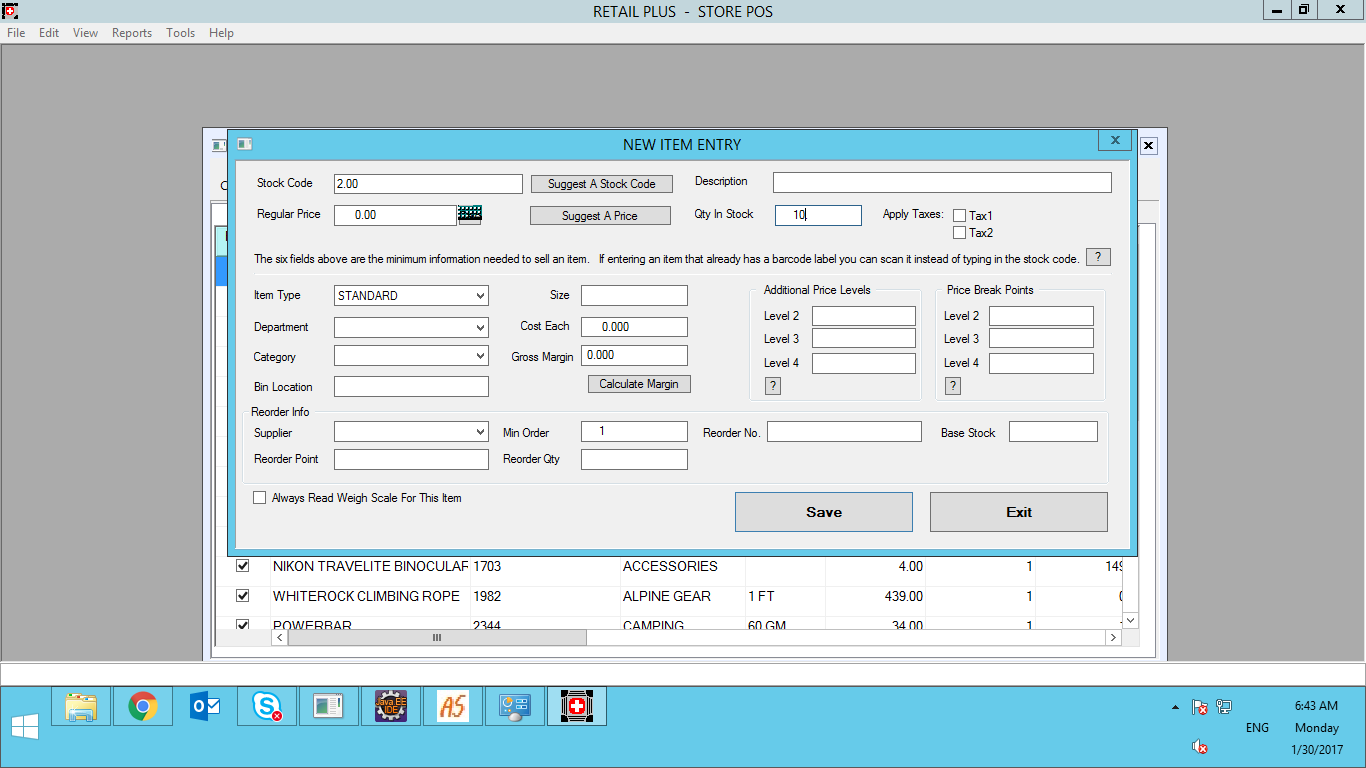 RETAIL PLUS - STORE POS
File Edit View Reports Tools Help
NEW ITEM ENTRY
Stock Code 2.00 Suggest A Stock Code Description
Regular Price 0.00 Suggest A Price Qty In Stock 10 Apply Taxes: Tax1
Tax2
The six fields above are the minimum information needed to sell an item. If entering an item that already has a barcode label you can scan it instead of typing in the stock code. ?
Additional Price Levels Price Break Points
Item Type STANDARD Size
Level 2 Level 2
Department Cost Each 0.000
Level 3 Level 3
Category Gross Margin 0.000
Level 4 Level 4
Bin Location Calculate Margin ? ?
Reorder Info
Supplier Min Order 1 Reorder No. Base Stock
Reorder Point Reorder Qty
Always Read Weigh Scale For This Item
Save Exit
NIKON TRAVELITE BINOCULAR 1703 ACCESSORIES 4.00 1 149
WHITEROCK CLIMBING ROPE 1982 ALPINE GEAR 1 FT 439.00 1
POWERBAR 2344 CAMPING 60 GM 34.00 1
Java EE
IDE
AS
ENG
6:43 AM
Monday
1/30/2017